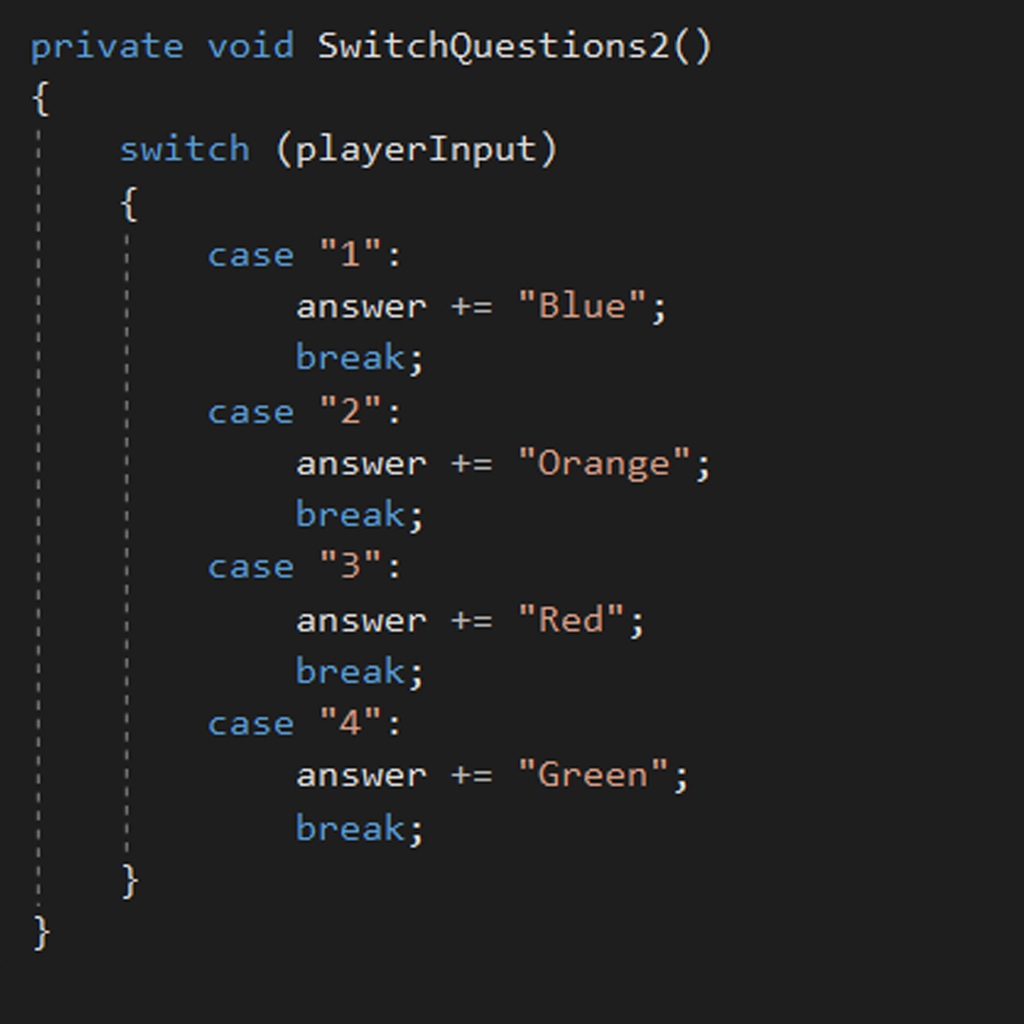 private void SwitchQuestions2()
{
switch (playerInput)
{
case "1":
answer += "Blue";
break;
case "2":
answer += "Orange";
break;
case "3":
answer += "Red";
break;
case "4":
answer += "Green";
break;
}
}